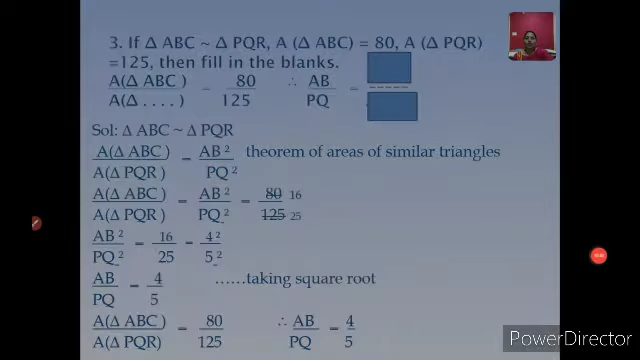 3. If Δ ABC ~ Δ PQR, A (Δ ABC) = 80, A (Δ PQR)
=125, then fill in the blanks.
A(Δ ABC) / A(Δ . . . .) = 80 / 125 ∴ AB / PQ =
Sol: Δ ABC ~ Δ PQR
A(Δ ABC) / A(Δ PQR) = AB² / PQ² theorem of areas of similar triangles
A(Δ ABC) / A(Δ PQR) = AB² / PQ² = 80 / 125 16 / 25
AB² / PQ² = 16 / 25 = 4² / 5²
AB / PQ = 4 / 5 ......taking square root
A(Δ ABC) / A(Δ PQR) = 80 / 125 ∴ AB / PQ = 4 / 5
PowerDirector